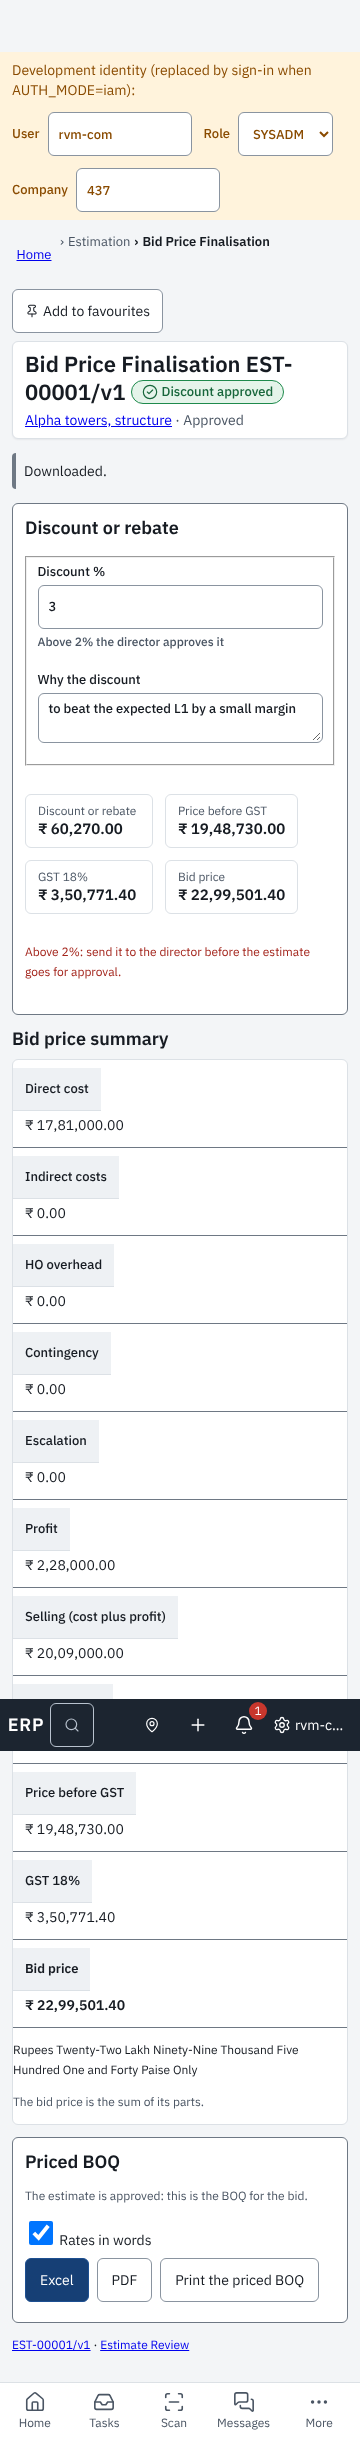 Development identity (replaced by sign-in when
AUTH_MODE=iam):
User rvm-com Role SYSADM
Company 437
Home › Estimation › Bid Price Finalisation
Add to favourites
Bid Price Finalisation EST-
00001/v1 Discount approved
Alpha towers, structure · Approved
Downloaded.
Discount or rebate
Discount %
3
Above 2% the director approves it
Why the discount
to beat the expected L1 by a small margin
Discount or rebate
₹ 60,270.00
Price before GST
₹ 19,48,730.00
GST 18%
₹ 3,50,771.40
Bid price
₹ 22,99,501.40
Above 2%: send it to the director before the estimate
goes for approval.
Bid price summary
Direct cost
₹ 17,81,000.00
Indirect costs
₹ 0.00
HO overhead
₹ 0.00
Contingency
₹ 0.00
Escalation
₹ 0.00
Profit
₹ 2,28,000.00
Selling (cost plus profit)
₹ 20,09,000.00
ERP 1 rvm-c...
Price before GST
₹ 19,48,730.00
GST 18%
₹ 3,50,771.40
Bid price
₹ 22,99,501.40
Rupees Twenty-Two Lakh Ninety-Nine Thousand Five
Hundred One and Forty Paise Only
The bid price is the sum of its parts.
Priced BOQ
The estimate is approved: this is the BOQ for the bid.
Rates in words
Excel PDF Print the priced BOQ
EST-00001/v1 · Estimate Review
Home Tasks Scan Messages More